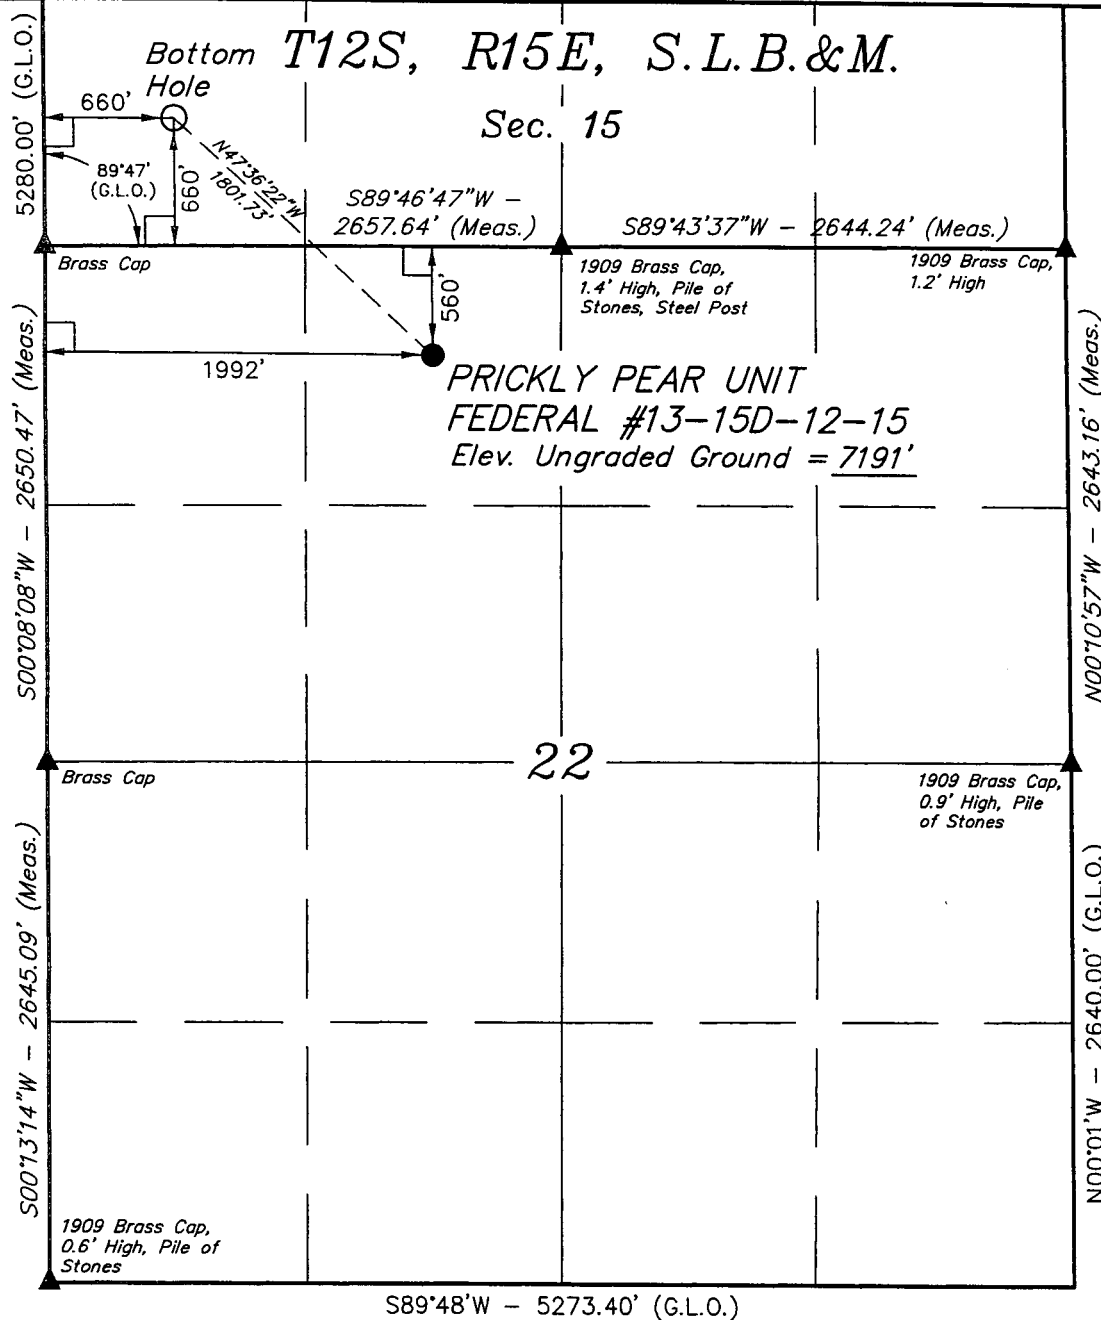 T12S, R15E, S.L.B.&M.
Bottom
Hole
Sec. 15
5280.00' (G.L.O.)
660'
89°47'
(G.L.O.)
660'
N47°36'22"W
1801.73'
S89°46'47"W –
2657.64' (Meas.)
S89°43'37"W – 2644.24' (Meas.)
Brass Cap
1909 Brass Cap,
1.4' High, Pile of
Stones, Steel Post
1909 Brass Cap,
1.2' High
560'
1992'
PRICKLY PEAR UNIT
FEDERAL #13–15D–12–15
Elev. Ungraded Ground = 7191'
S00°08'08"W – 2650.47' (Meas.)
N00°10'57"W – 2643.16' (Meas.)
22
Brass Cap
1909 Brass Cap,
0.9' High, Pile
of Stones
S00°13'14"W – 2645.09' (Meas.)
N00°01'W – 2640.00' (G.L.O.)
1909 Brass Cap,
0.6' High, Pile of
Stones
S89°48'W – 5273.40' (G.L.O.)